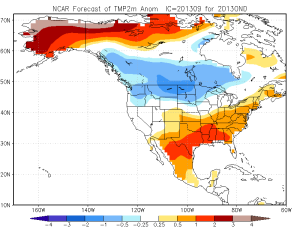 NCAR Forecast of TMP2m Anom IC=201309 for 2013OND
70N
60N
50N
40N
30N
20N
10N
160W 140W 120W 100W 80W 60W
-4 -3 -2 -1 -0.5 -0.25 0.25 0.5 1 2 3 4